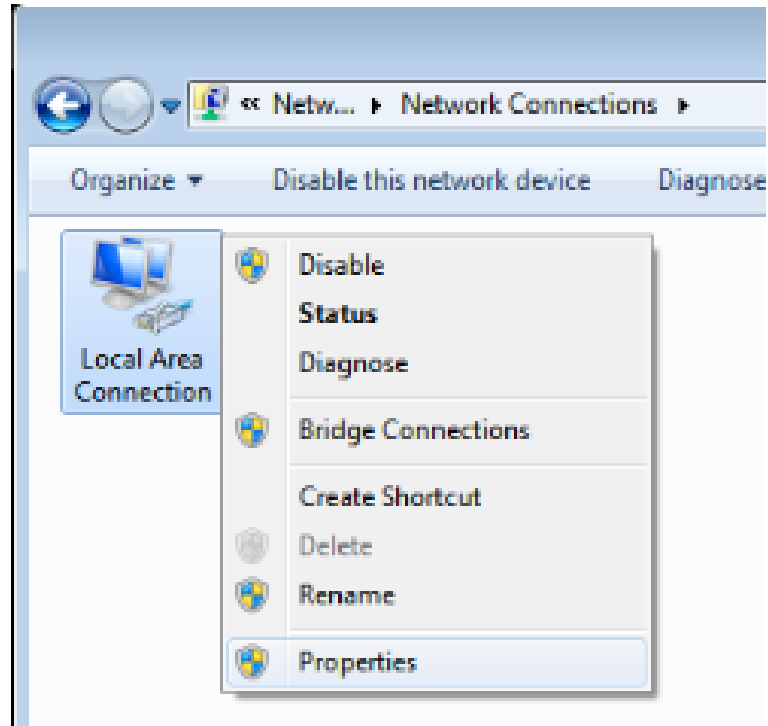 « Netw... ▸ Network Connections ▸
Organize ▾ Disable this network device Diagnose
Local Area
Connection
Disable
Status
Diagnose
Bridge Connections
Create Shortcut
Delete
Rename
Properties